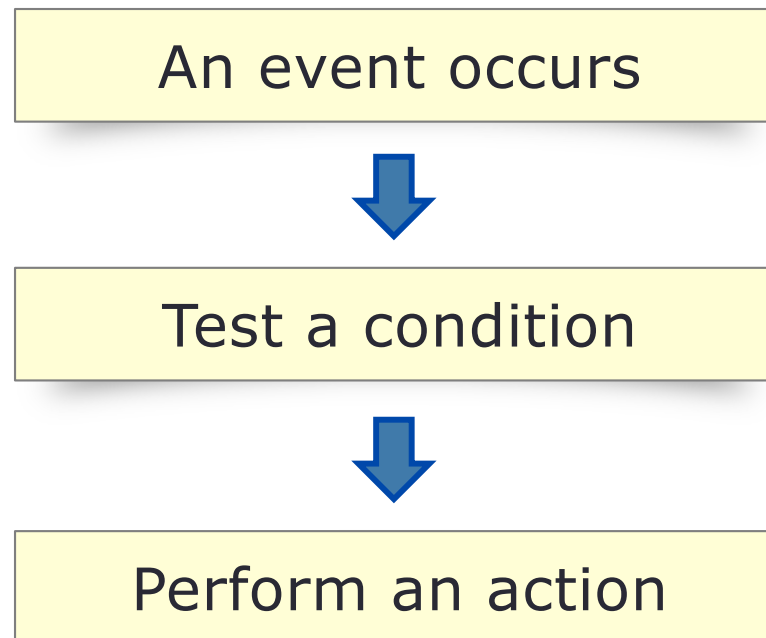 An event occurs
Test a condition
Perform an action